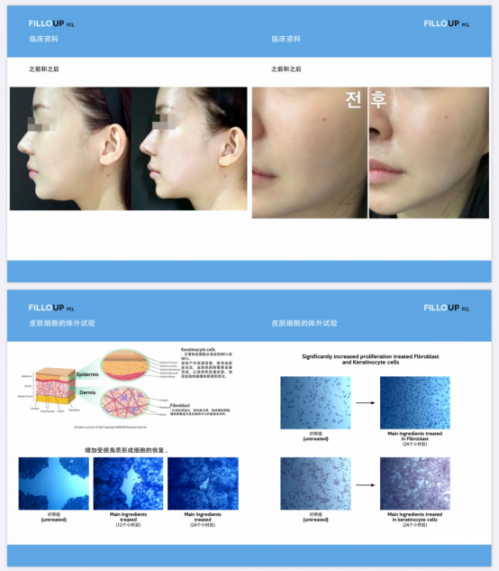 FILLOUP PCL
临床资料
之前和之后
FILLOUP PCL
临床资料
之前和之后
전 후
FILLOUP PCL
皮肤细胞的体外试验
Keratinocyte cells
Epidermis
Dermis
Fibroblast
增加受损角质形成细胞的恢复。
对照组
(untreated)
Main ingredients
treated
(12个小时后)
Main ingredients
treated
(24个小时后)
FILLOUP PCL
皮肤细胞的体外试验
Significantly increased proliferation treated Fibroblast
and Keratinocyte cells
对照组
(untreated)
Main ingredients treated
in Fibroblast
(24个小时后)
对照组
(untreated)
Main ingredients treated
in keratinocyte cells
(24个小时后)